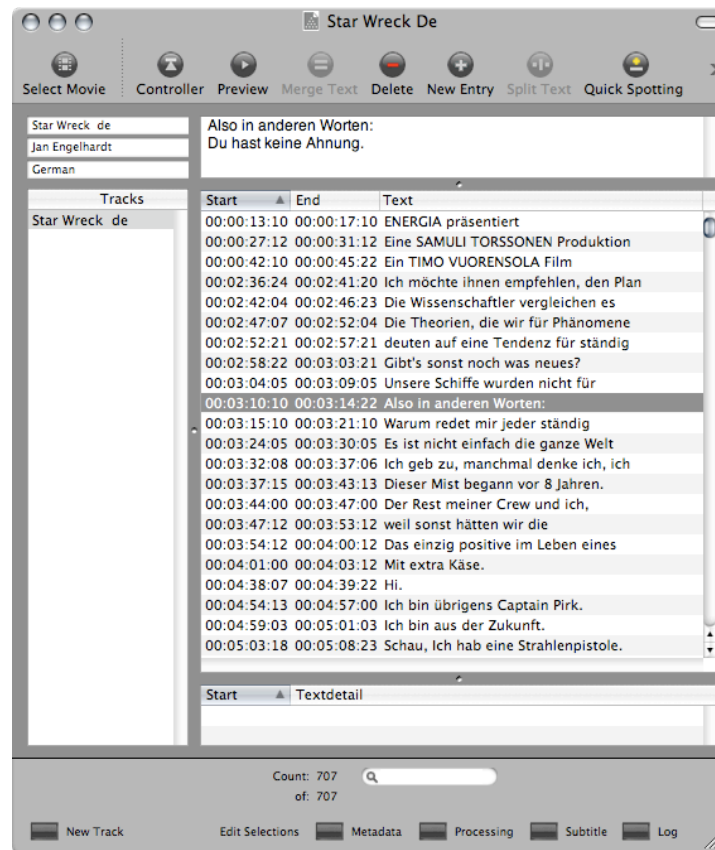 Star Wreck De
Select Movie Controller Preview Merge Text Delete New Entry Split Text Quick Spotting
Star Wreck de
Jan Engelhardt
German
Also in anderen Worten:
Du hast keine Ahnung.
Tracks
Star Wreck de
Start End Text
00:00:13:10 00:00:17:10 ENERGIA präsentiert
00:00:27:12 00:00:31:12 Eine SAMULI TORSSONEN Produktion
00:00:42:10 00:00:45:22 Ein TIMO VUORENSOLA Film
00:02:36:24 00:02:41:20 Ich möchte ihnen empfehlen, den Plan
00:02:42:04 00:02:46:23 Die Wissenschaftler vergleichen es
00:02:47:07 00:02:52:04 Die Theorien, die wir für Phänomene
00:02:52:21 00:02:57:21 deuten auf eine Tendenz für ständig
00:02:58:22 00:03:03:21 Gibt's sonst noch was neues?
00:03:04:05 00:03:09:05 Unsere Schiffe wurden nicht für
00:03:10:10 00:03:14:22 Also in anderen Worten:
00:03:15:10 00:03:21:10 Warum redet mir jeder ständig
00:03:24:05 00:03:30:05 Es ist nicht einfach die ganze Welt
00:03:32:08 00:03:37:06 Ich geb zu, manchmal denke ich, ich
00:03:37:15 00:03:43:13 Dieser Mist begann vor 8 Jahren.
00:03:44:00 00:03:47:00 Der Rest meiner Crew und ich,
00:03:47:12 00:03:53:12 weil sonst hätten wir die
00:03:54:12 00:04:00:12 Das einzig positive im Leben eines
00:04:01:00 00:04:03:12 Mit extra Käse.
00:04:38:07 00:04:39:22 Hi.
00:04:54:13 00:04:57:00 Ich bin übrigens Captain Pirk.
00:04:59:03 00:05:01:03 Ich bin aus der Zukunft.
00:05:03:18 00:05:08:23 Schau, Ich hab eine Strahlenpistole.
Start Textdetail
Count: 707
of: 707
New Track Edit Selections Metadata Processing Subtitle Log